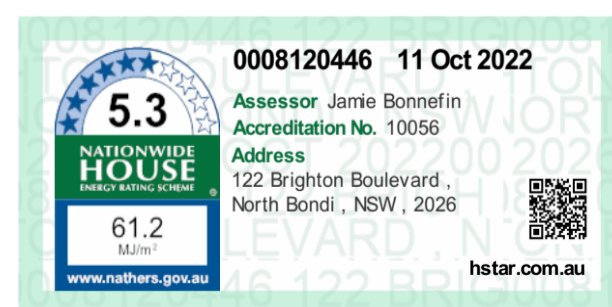 0008120446 11 Oct 2022
Assessor Jamie Bonnefin
Accreditation No. 10056
Address
122 Brighton Boulevard ,
North Bondi , NSW , 2026
hstar.com.au
5.3
NATIONWIDE
HOUSE
ENERGY RATING SCHEME
61.2
MJ/m²
www.nathers.gov.au